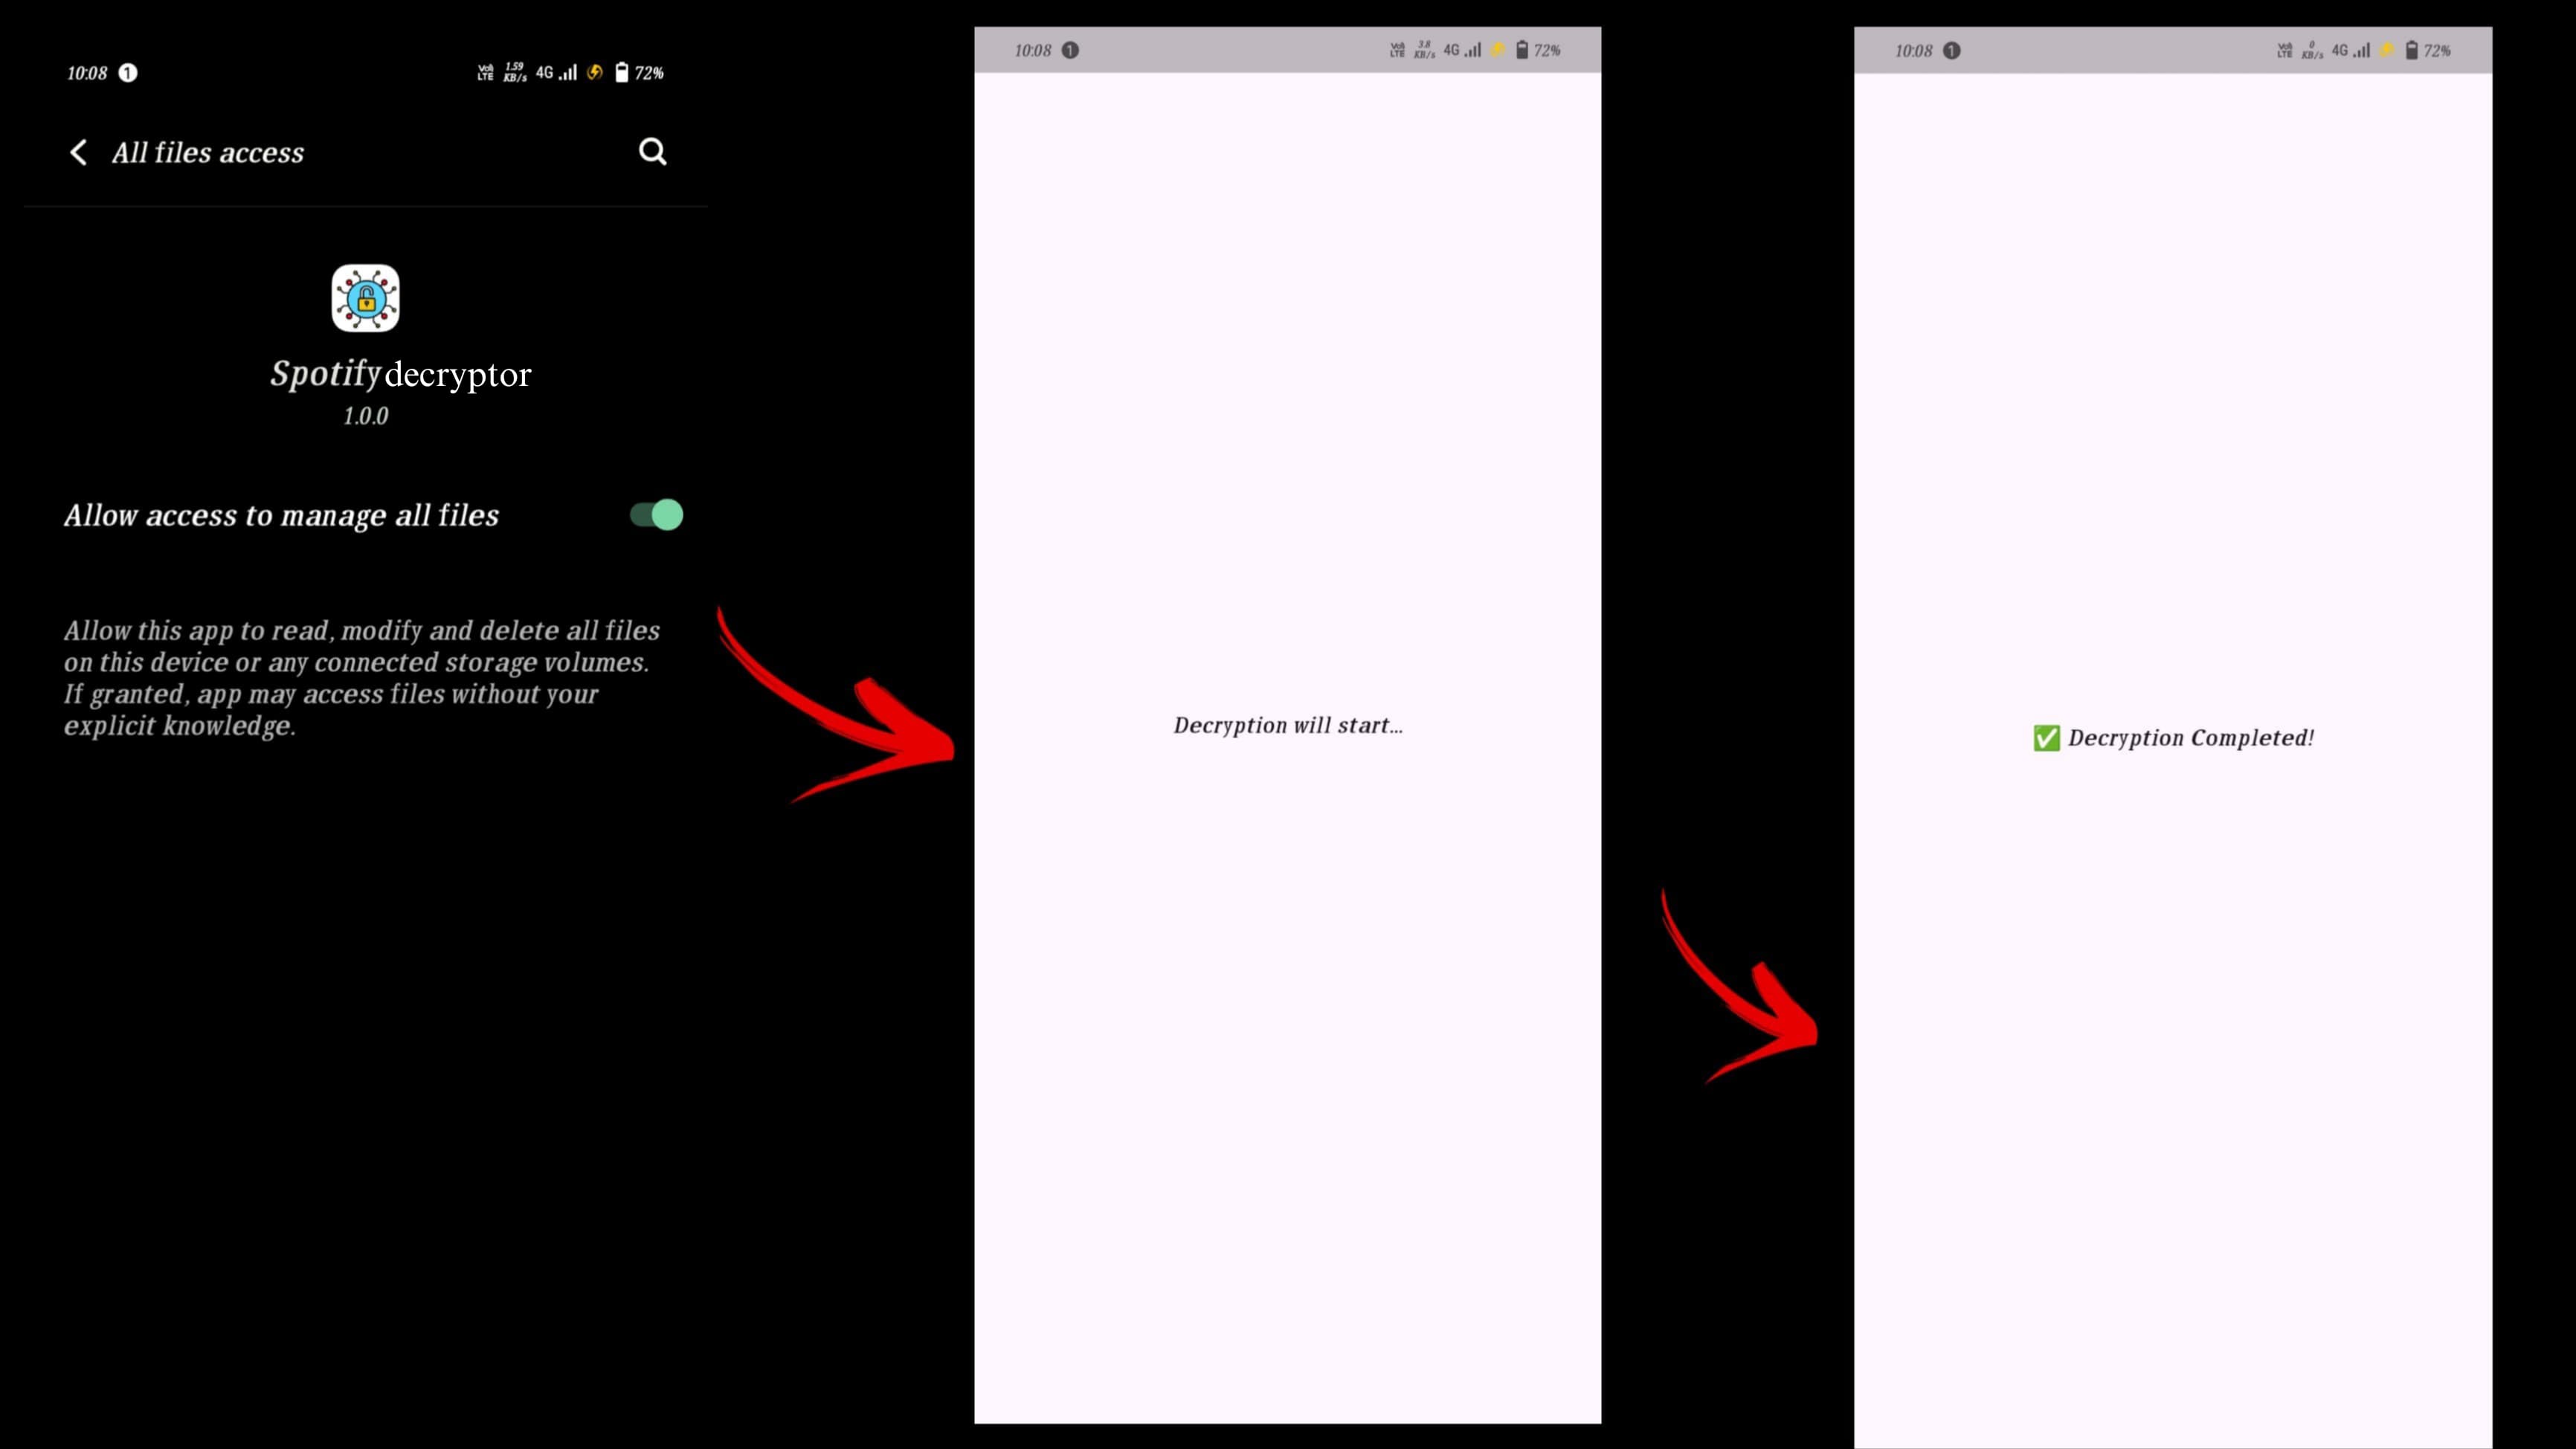 10:08 1
Vo) LTE 1.59 KB/s 4G 72%
All files access
Spotify decryptor
1.0.0
Allow access to manage all files
Allow this app to read, modify and delete all files
on this device or any connected storage volumes.
If granted, app may access files without your
explicit knowledge.
10:08 1
Vo) LTE 3.8 KB/s 4G 72%
Decryption will start...
10:08 1
Vo) LTE 0 KB/s 4G 72%
✅ Decryption Completed!